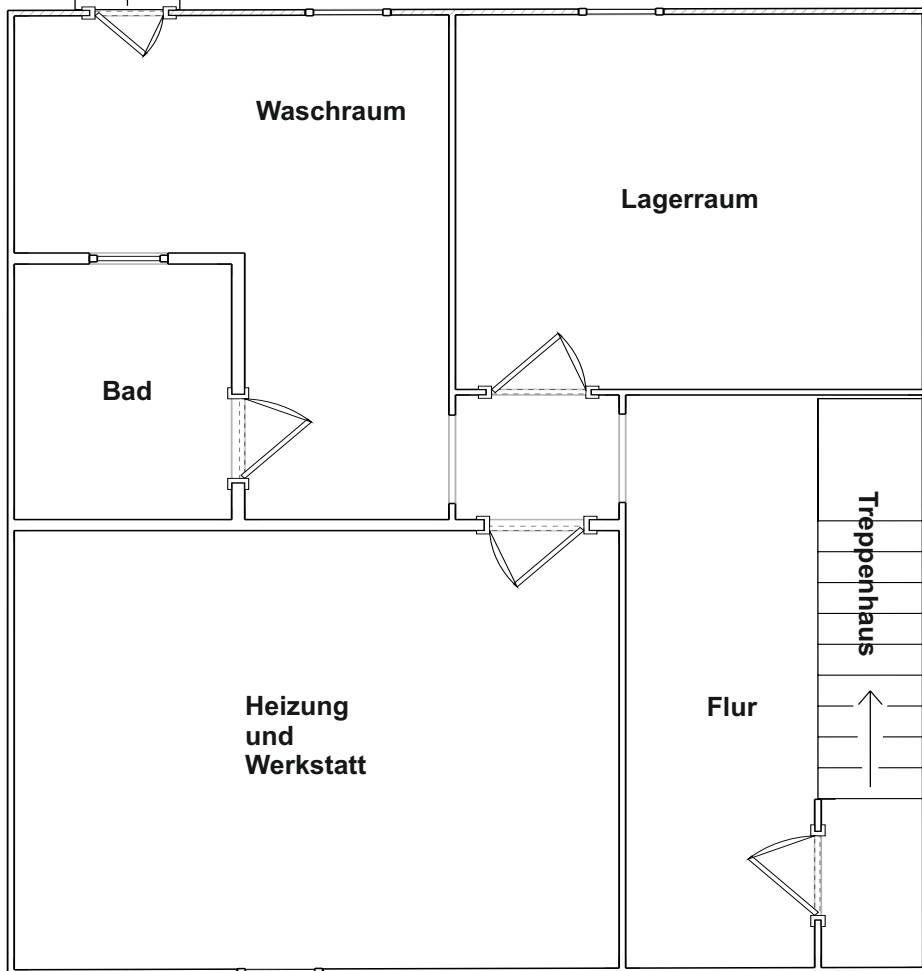 Waschraum
Lagerraum
Bad
Treppenhaus
Heizung
und
Werkstatt
Flur